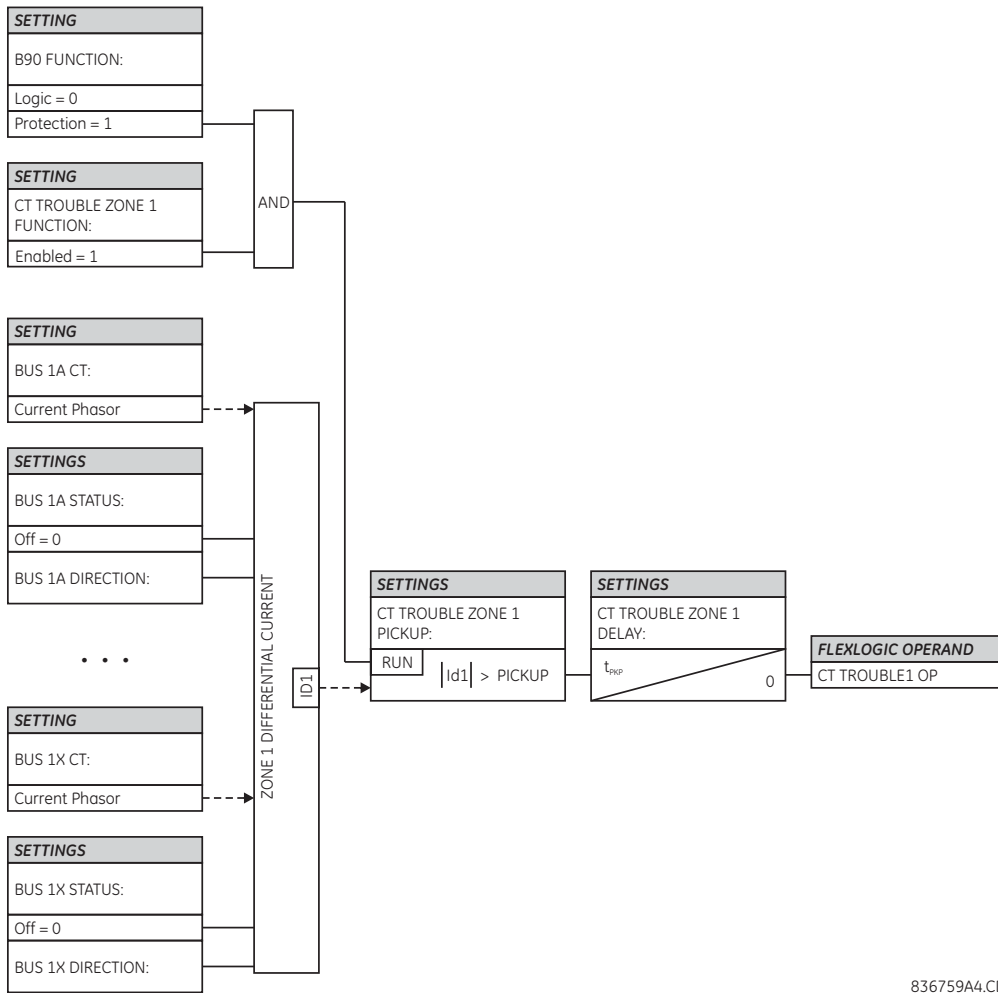 SETTING
B90 FUNCTION:
Logic = 0
Protection = 1
SETTING
CT TROUBLE ZONE 1
FUNCTION:
Enabled = 1
AND
SETTING
BUS 1A CT:
Current Phasor
SETTINGS
BUS 1A STATUS:
Off = 0
BUS 1A DIRECTION:
. . .
SETTING
BUS 1X CT:
Current Phasor
SETTINGS
BUS 1X STATUS:
Off = 0
BUS 1X DIRECTION:
ZONE 1 DIFFERENTIAL CURRENT
ID1
SETTINGS
CT TROUBLE ZONE 1
PICKUP:
RUN
|Id1| > PICKUP
SETTINGS
CT TROUBLE ZONE 1
DELAY:
tPKP
0
FLEXLOGIC OPERAND
CT TROUBLE1 OP